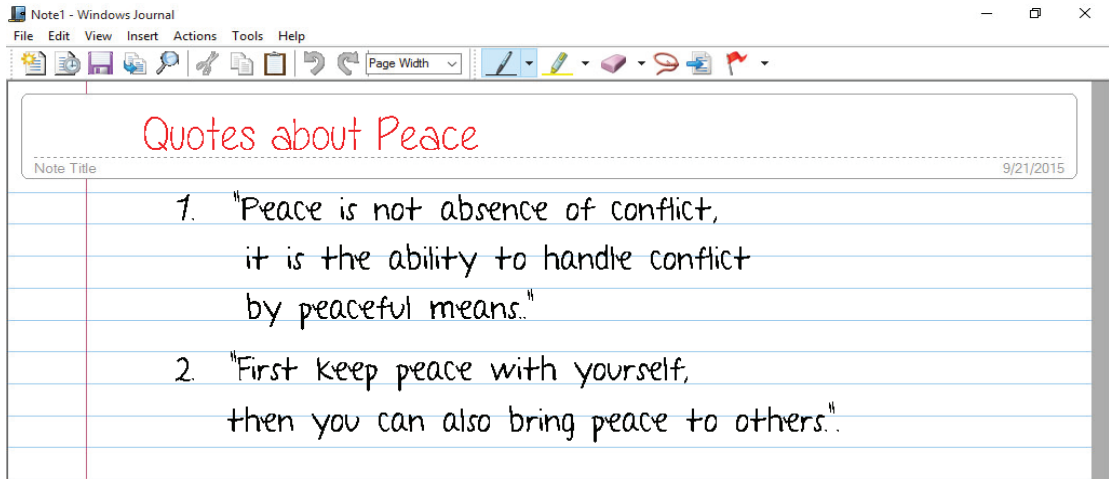 Note1 - Windows Journal
File Edit View Insert Actions Tools Help
Page Width
Quotes about Peace
Note Title
9/21/2015
1. "Peace is not absence of conflict,
it is the ability to handle conflict
by peaceful means.."
2. "First keep peace with yourself,
then you can also bring peace to others.".